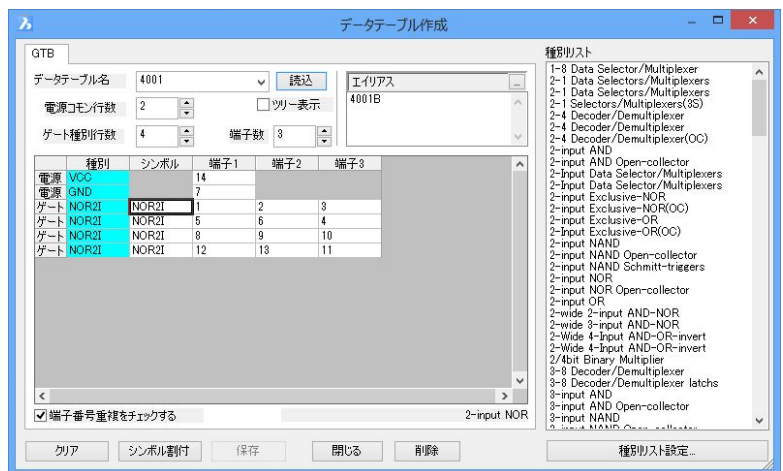 データテーブル作成
GTB
データテーブル名 4001 読込
電源コモン行数 2 ツリー表示
ゲート種別行数 4 端子数 3
エイリアス ...
4001B
種別 シンボル 端子1 端子2 端子3
電源 VCC 14
電源 GND 7
ゲート NOR2I NOR2I 1 2 3
ゲート NOR2I NOR2I 5 6 4
ゲート NOR2I NOR2I 8 9 10
ゲート NOR2I NOR2I 12 13 11
端子番号重複をチェックする 2-input NOR
クリア シンボル割付 保存 閉じる 削除
種別リスト
1-8 Data Selector/Multiplexer
2-1 Data Selectors/Multiplexers
2-1 Data Selectors/Multiplexers
2-1 Selectors/Multiplexers(3S)
2-4 Decoder/Demultiplexer
2-4 Decoder/Demultiplexer
2-4 Decoder/Demultiplexer(OC)
2-input AND
2-input AND Open-collector
2-Input Data Selectors/Multiplexers
2-Input Data Selectors/Multiplexers
2-input Exclusive-NOR
2-input Exclusive-NOR(OC)
2-input Exclusive-OR
2-Input Exclusive-OR(OC)
2-input NAND
2-input NAND Open-collector
2-input NAND Schmitt-triggers
2-input NOR
2-input NOR Open-collector
2-input OR
2-wide 2-input AND-NOR
2-wide 3-input AND-NOR
2-Wide 4-Input AND-OR-invert
2-Wide 4-input AND-OR-invert
2/4bit Binary Multiplier
3-8 Decoder/Demultiplexer
3-8 Decoder/Demultiplexer latchs
3-input AND
3-input AND Open-collector
3-input NAND
種別リスト設定...